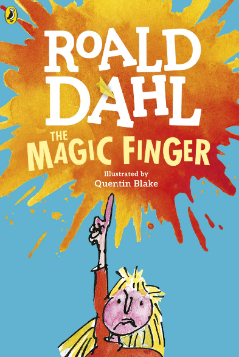 ROALD
DAHL
THE
MAGIC FINGER
Illustrated by
Quentin Blake